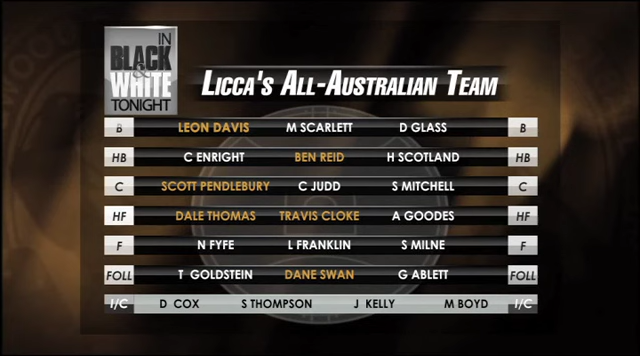 IN
BLACK
&
WHITE
TONIGHT
LICCA'S ALL-AUSTRALIAN TEAM
B LEON DAVIS M SCARLETT D GLASS B
HB C ENRIGHT BEN REID H SCOTLAND HB
C SCOTT PENDLEBURY C JUDD S MITCHELL C
HF DALE THOMAS TRAVIS CLOKE A GOODES HF
F N FYFE L FRANKLIN S MILNE F
FOLL T GOLDSTEIN DANE SWAN G ABLETT FOLL
I/C D COX S THOMPSON J KELLY M BOYD I/C